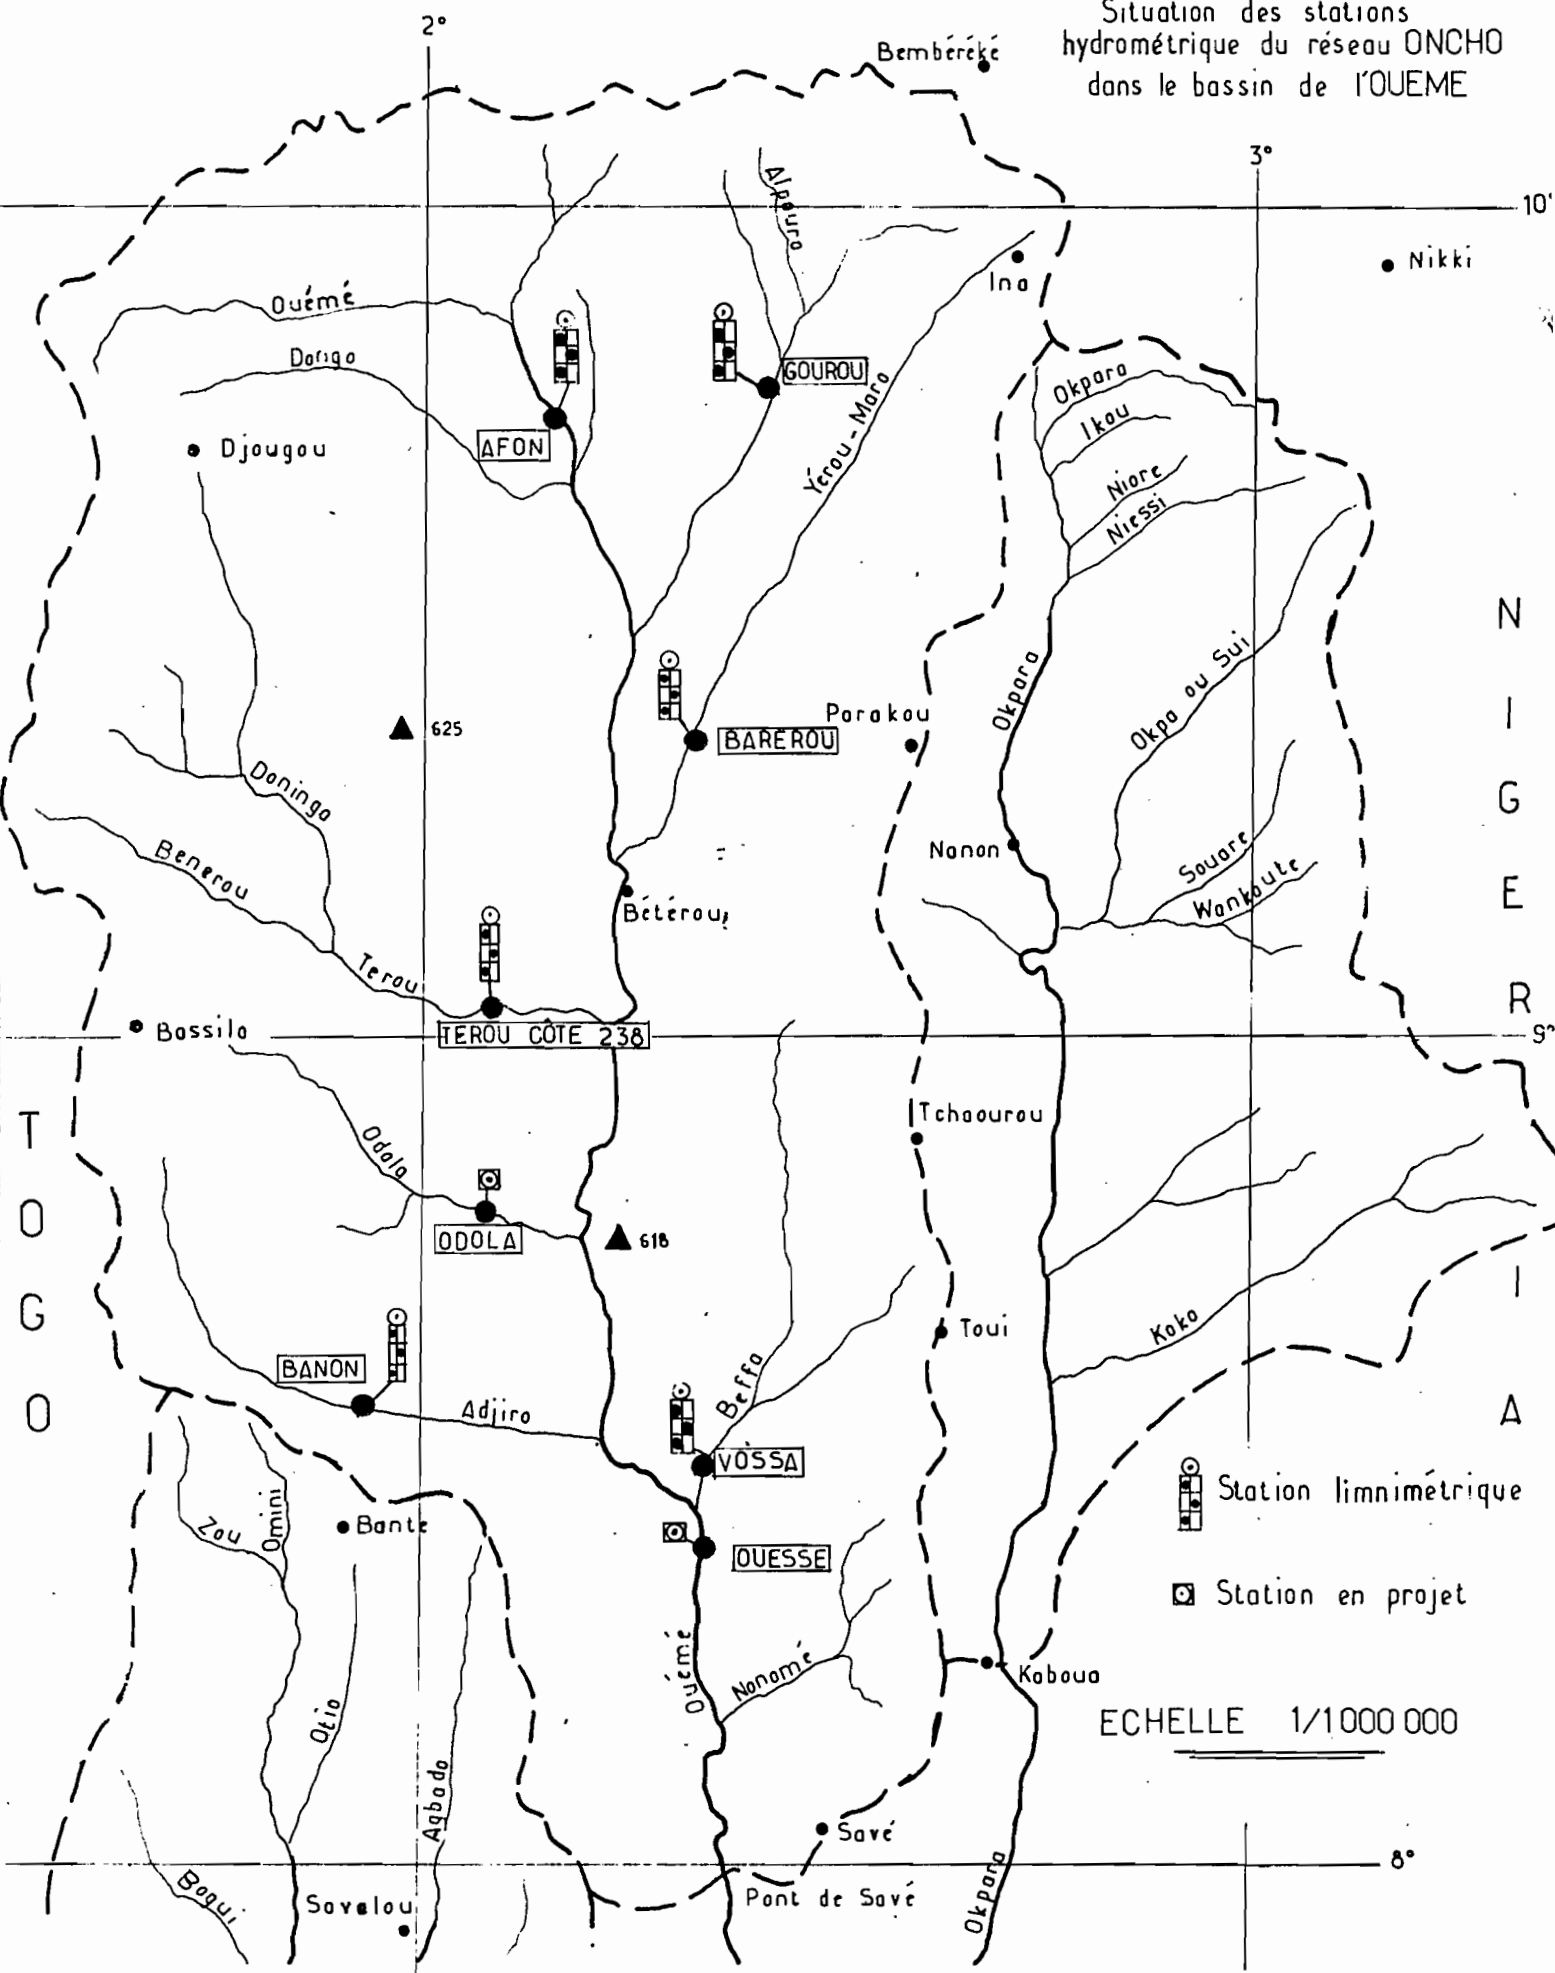 Situation des stations
hydrométrique du réseau ONCHO
dans le bassin de l'OUEME
2°
Bembéréké
3°
10°
Alpouro
Ina
Nikki
Ouémé
Donga
GOUROU
Okpara
Ikou
AFON
Djougou
Yérou-Maro
Niore
Niessi
N
I
G
E
R
I
A
Okpara
Okpa ou Sui
Parakou
625
BAREROU
Doninga
Benerou
Nanon
Souare
Wankoute
Bétérou
Terou
TEROU CÔTE 238
Bassila
9°
T
O
G
O
Tchaourou
Odola
ODOLA
618
Toui
Koko
BANON
Adjiro
Beffa
VOSSA
Station limnimétrique
Zou
Omini
Bante
OUESSE
Station en projet
Ouémé
Nonomé
Kaboua
ECHELLE 1/1000 000
Otio
Agbado
Savé
8°
Bagui
Savalou
Pont de Savé
Okpara